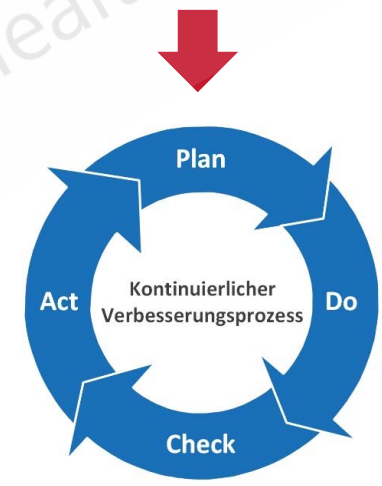 Plan
Act
Kontinuierlicher
Verbesserungsprozess
Do
Check